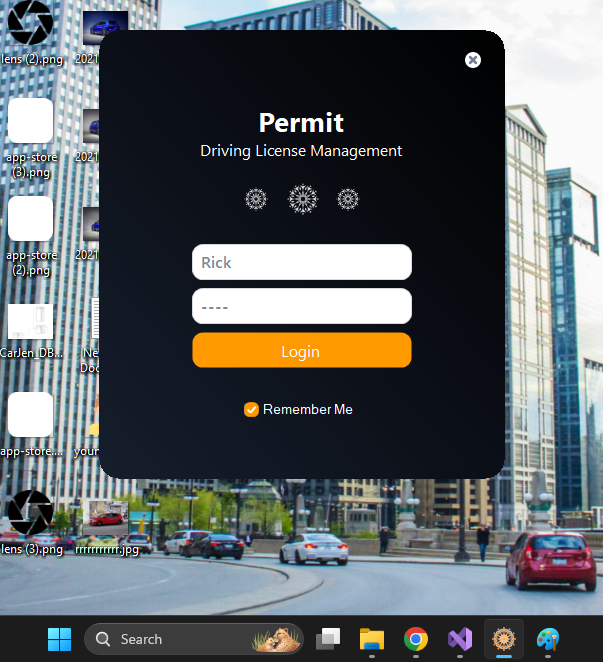 lens (2).png
2021
Permit
Driving License Management
app-store
(3).png
2021
app-store
(2).png
2021
Rick
----
Login
CarJen_DB...
Ne
Doc
Remember Me
app-store...
your
lens (3).png
rrrrrrrrrrr.jpg
Search